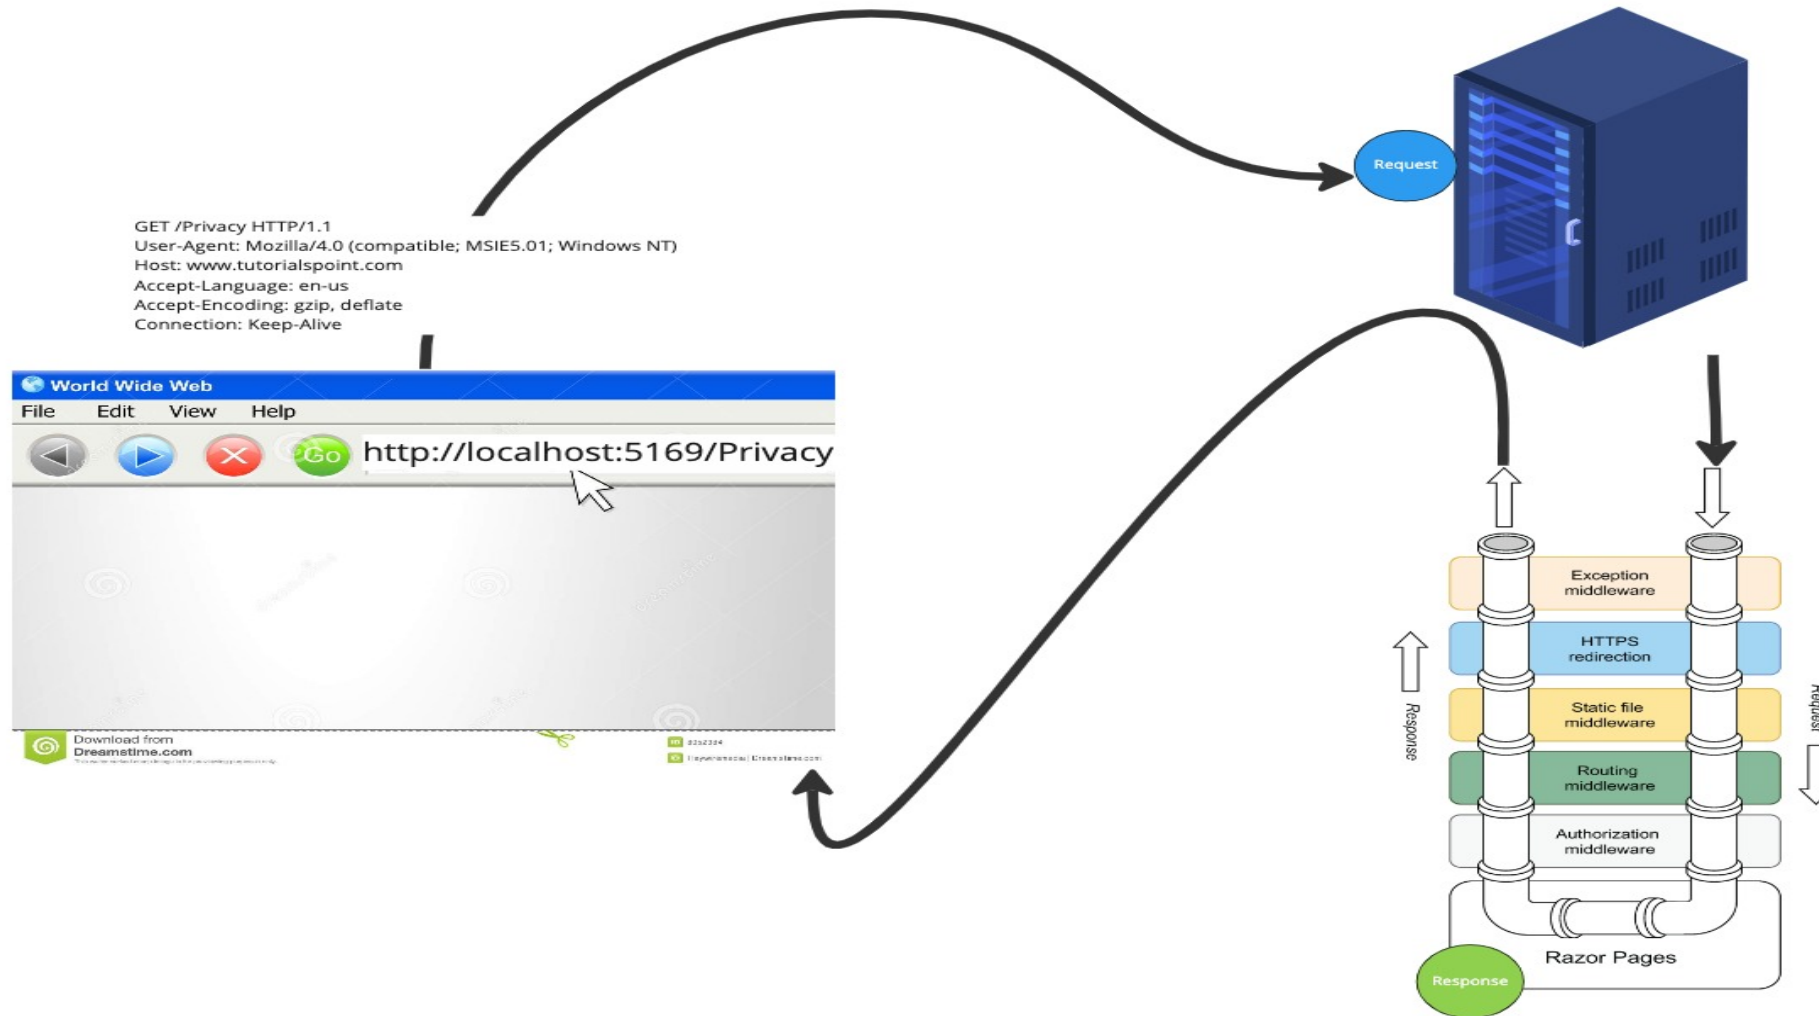 Request
GET /Privacy HTTP/1.1
User-Agent: Mozilla/4.0 (compatible; MSIE5.01; Windows NT)
Host: www.tutorialspoint.com
Accept-Language: en-us
Accept-Encoding: gzip, deflate
Connection: Keep-Alive
World Wide Web
File Edit View Help
Go http://localhost:5169/Privacy
Download from
Dreamstime.com
Exception
middleware
HTTPS
redirection
Static file
middleware
Routing
middleware
Authorization
middleware
Razor Pages
Response
Request
Response